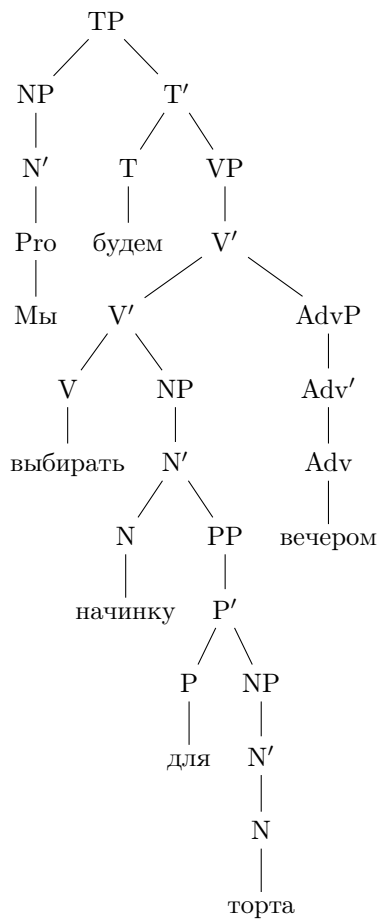 TP
NP T′
N′ T VP
Pro будем V′
Мы V′ AdvP
V NP Adv′
выбирать N′ Adv
N PP вечером
начинку P′
P NP
для N′
N
торта